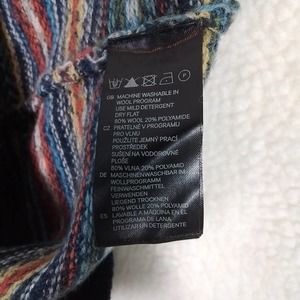 GB MACHINE WASHABLE IN
WOOL PROGRAM
USE MILD DETERGENT
DRY FLAT
80% WOOL 20% POLYAMIDE
CZ PRATELNÉ V PROGRAMU
PRO VLNU
POUŽIJTE JEMNÝ PRACÍ
PROSTŘEDEK
SUŠENÍ NA VODOROVNÉ
PLOŠE
80% VLNA 20% POLYAMID
DE MASCHINENWASCHBAR IM
WOLLPROGRAMM
FEINWASCHMITTEL
VERWENDEN
LIEGEND TROCKNEN
80% WOLLE 20% POLYAMID
ES LAVABLE A MÁQUINA EN EL
PROGRAMA DE LANA
UTILIZAR UN DETERGENTE